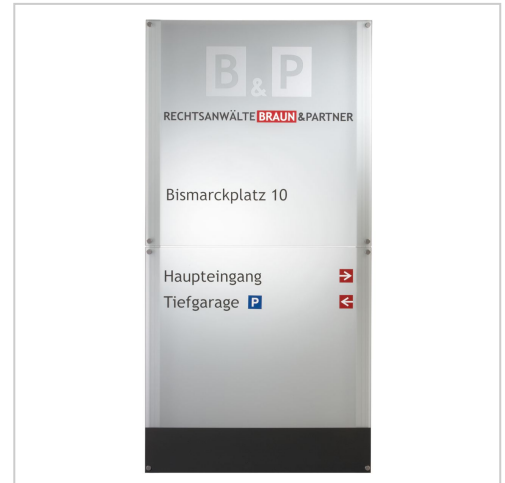 B & P
RECHTSANWÄLTE BRAUN & PARTNER
Bismarckplatz 10
Haupteingang →
Tiefgarage P ←